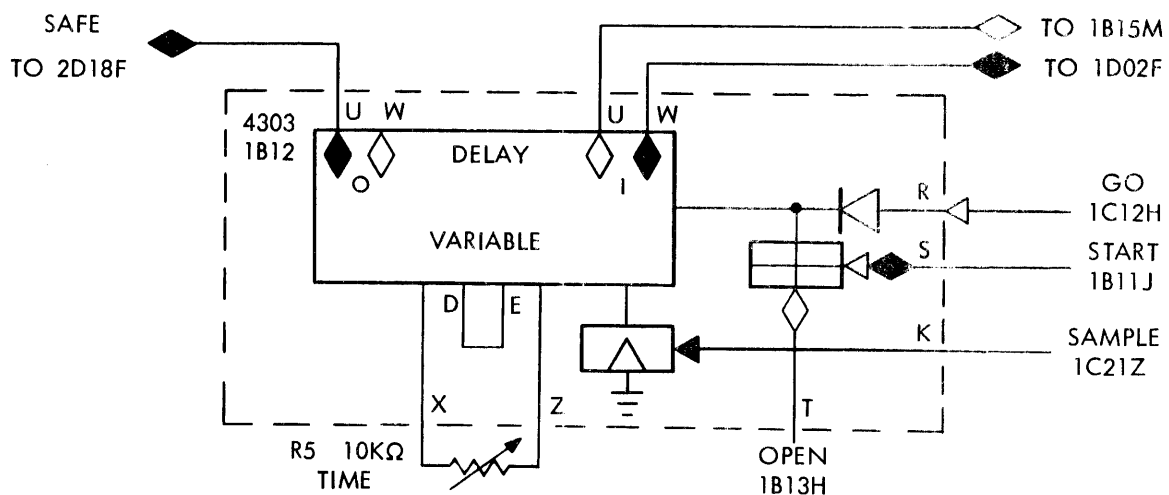 SAFE
TO 2D18F
TO 1B15M
TO 1D02F
4303
1B12
U W
U W
DELAY
O
I
VARIABLE
D E
R
GO
1C12H
S
START
1B11J
K
SAMPLE
1C21Z
X
Z
T
R5 10KΩ
TIME
OPEN
1B13H